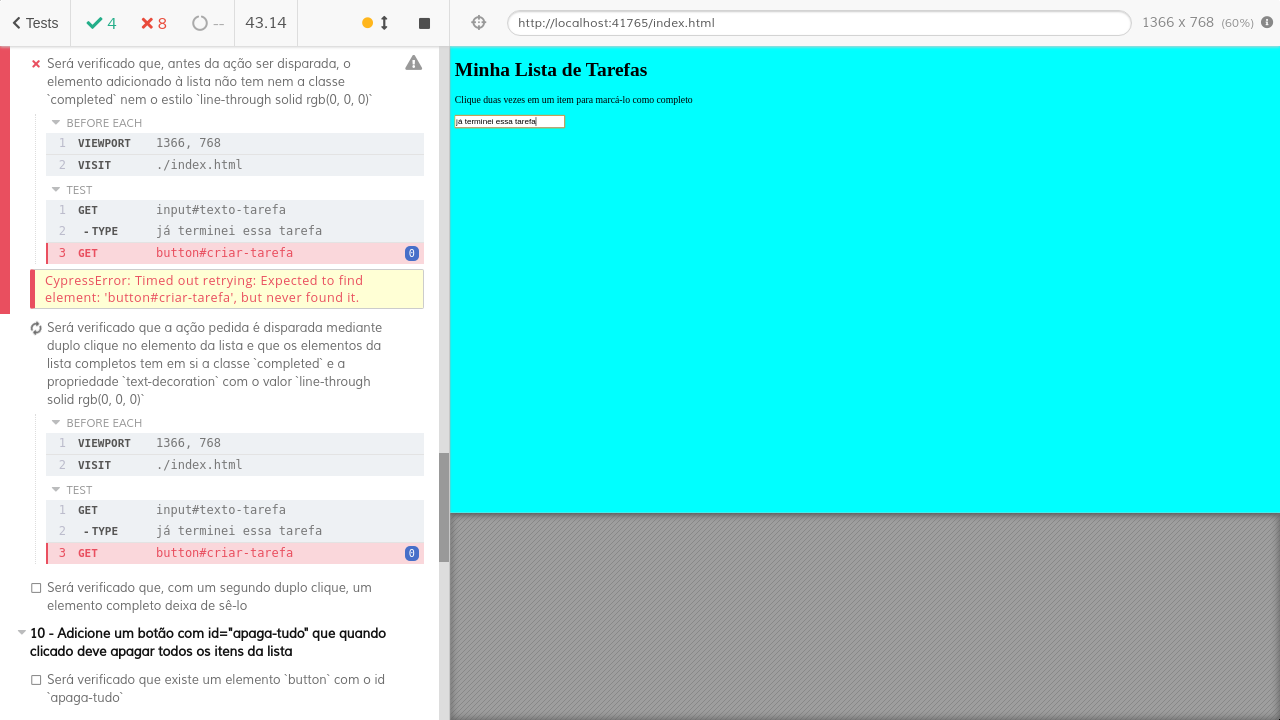 Tests
4
8
--
43.14
http://localhost:41765/index.html
1366 x 768 (60%)
Será verificado que, antes da ação ser disparada, o
elemento adicionado à lista não tem nem a classe
`completed` nem o estilo `line-through solid rgb(0, 0, 0)`
BEFORE EACH
1 VIEWPORT 1366, 768
2 VISIT ./index.html
TEST
1 GET input#texto-tarefa
2 -TYPE já terminei essa tarefa
3 GET button#criar-tarefa 0
CypressError: Timed out retrying: Expected to find
element: 'button#criar-tarefa', but never found it.
Será verificado que a ação pedida é disparada mediante
duplo clique no elemento da lista e que os elementos da
lista completos tem em si a classe `completed` e a
propriedade `text-decoration` com o valor `line-through
solid rgb(0, 0, 0)`
BEFORE EACH
1 VIEWPORT 1366, 768
2 VISIT ./index.html
TEST
1 GET input#texto-tarefa
2 -TYPE já terminei essa tarefa
3 GET button#criar-tarefa 0
Será verificado que, com um segundo duplo clique, um
elemento completo deixa de sê-lo
10 - Adicione um botão com id="apaga-tudo" que quando
clicado deve apagar todos os itens da lista
Será verificado que existe um elemento `button` com o id
`apaga-tudo`
Minha Lista de Tarefas
Clique duas vezes em um item para marcá-lo como completo
já terminei essa tarefa